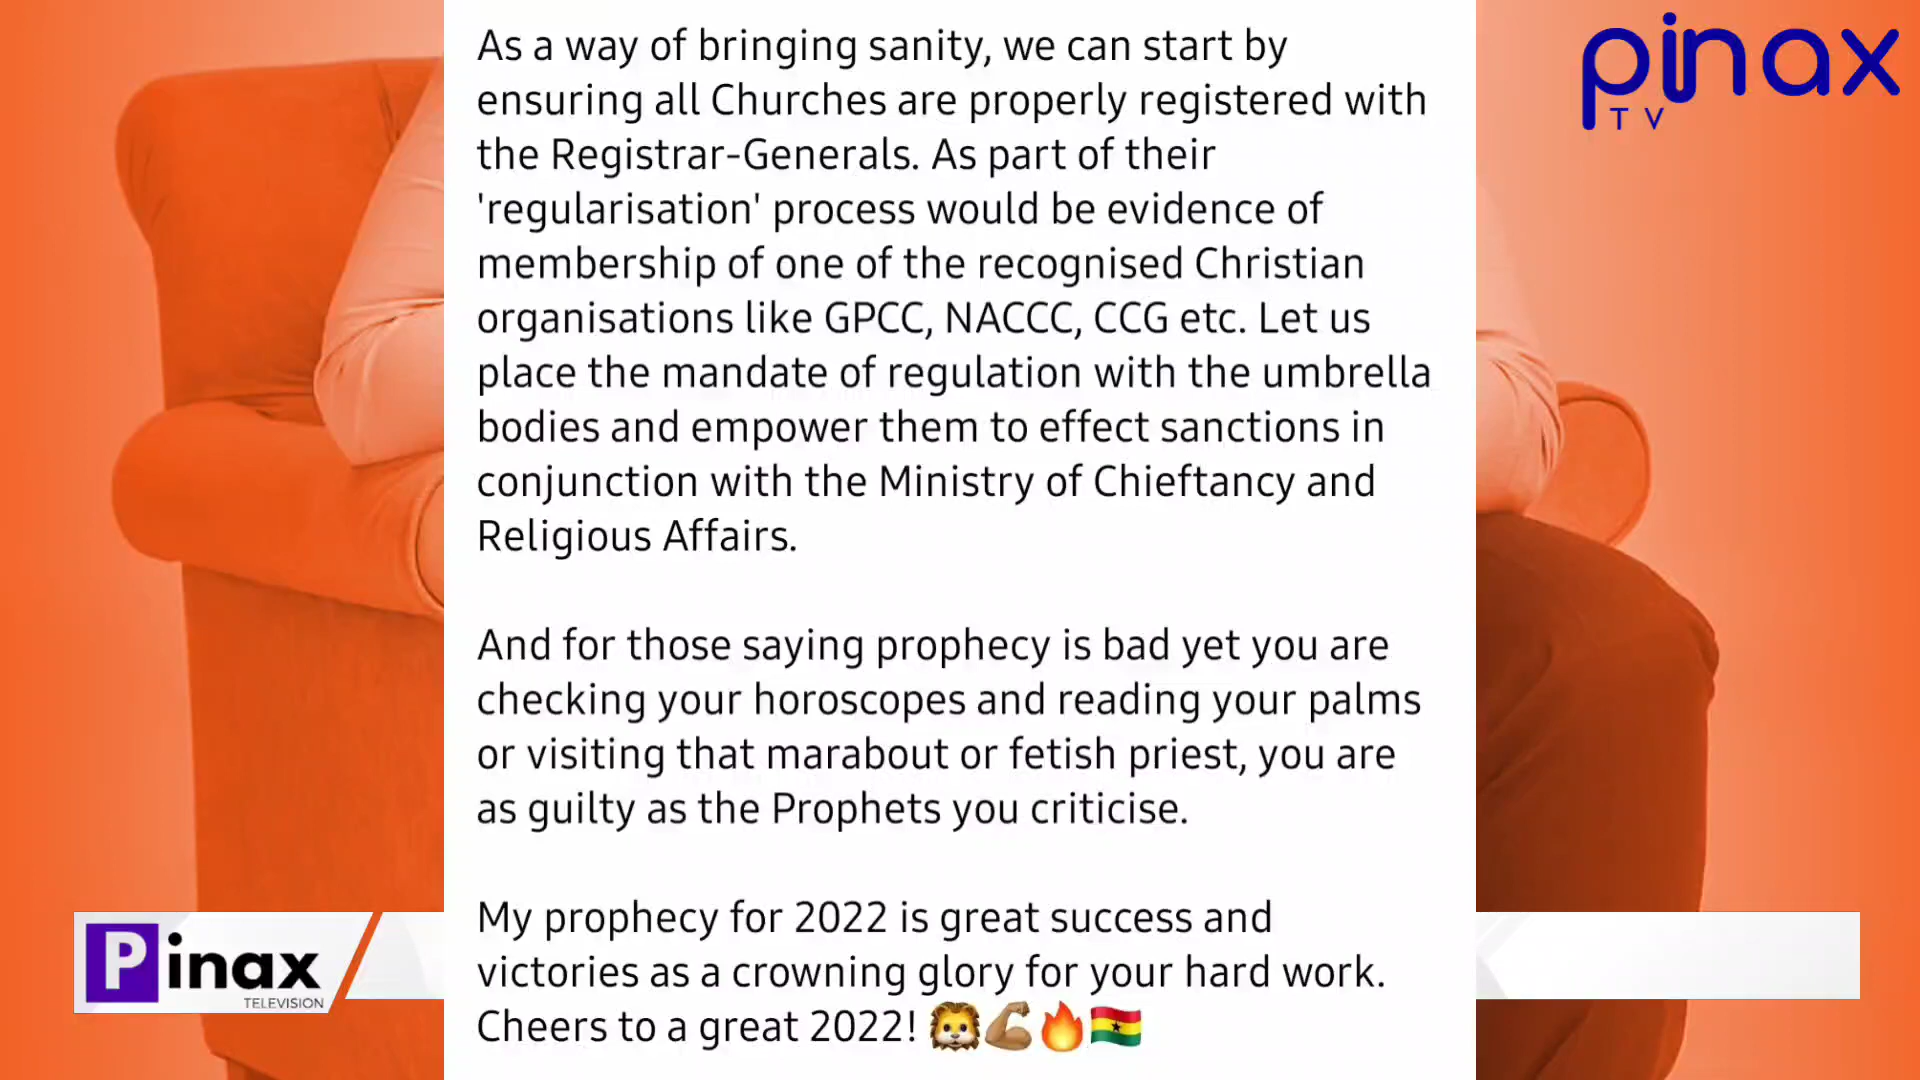 As a way of bringing sanity, we can start by
ensuring all Churches are properly registered with
the Registrar-Generals. As part of their
'regularisation' process would be evidence of
membership of one of the recognised Christian
organisations like GPCC, NACCC, CCG etc. Let us
place the mandate of regulation with the umbrella
bodies and empower them to effect sanctions in
conjunction with the Ministry of Chieftancy and
Religious Affairs.
And for those saying prophecy is bad yet you are
checking your horoscopes and reading your palms
or visiting that marabout or fetish priest, you are
as guilty as the Prophets you criticise.
My prophecy for 2022 is great success and
victories as a crowning glory for your hard work.
Cheers to a great 2022! 🦁💪🏽🔥🇬🇭
pinax
TV
Pinax
TELEVISION